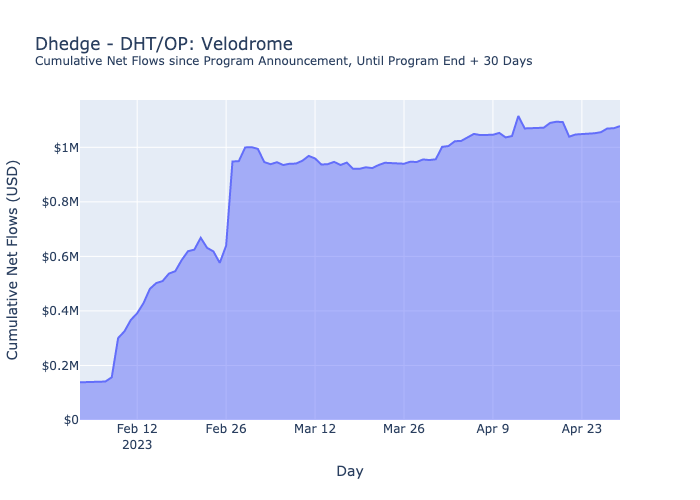 Dhedge - DHT/OP: Velodrome
Cumulative Net Flows since Program Announcement, Until Program End + 30 Days
Cumulative Net Flows (USD)
$1M
$0.8M
$0.6M
$0.4M
$0.2M
$0
Feb 12 Feb 26 Mar 12 Mar 26 Apr 9 Apr 23
2023
Day